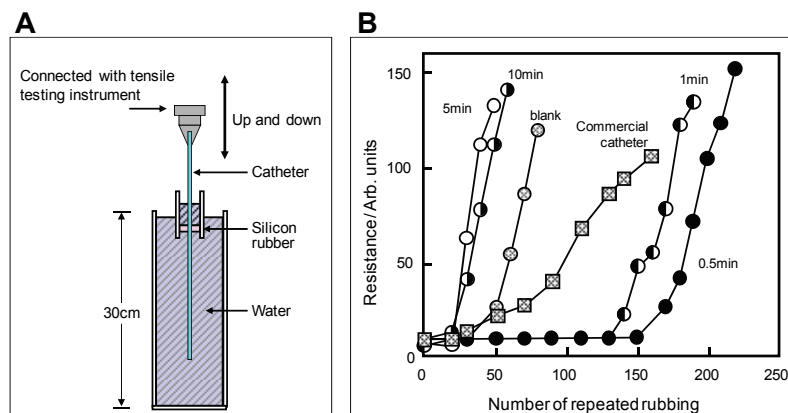 A
Connected with tensile
testing instrument
Up and down
Catheter
Silicon
rubber
Water
30cm
B
150
100
50
0
Resistance/Arb. units
5min
10min
blank
Commercial
catheter
1min
0.5min
0 50 100 150 200
Number of repeated rubbing